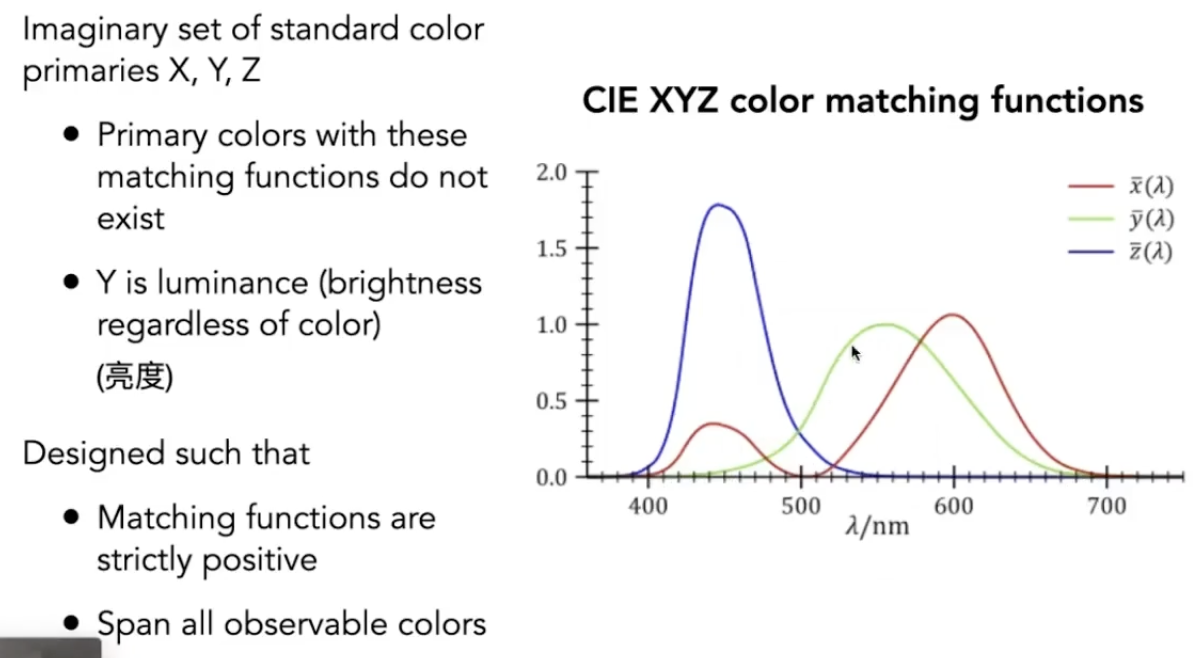 Imaginary set of standard color
primaries X, Y, Z
● Primary colors with these
matching functions do not
exist
● Y is luminance (brightness
regardless of color)
(亮度)
Designed such that
● Matching functions are
strictly positive
● Span all observable colors
CIE XYZ color matching functions
2.0
1.5
1.0
0.5
0.0
400 500 600 700
λ/nm
x̄(λ)
ȳ(λ)
z̄(λ)